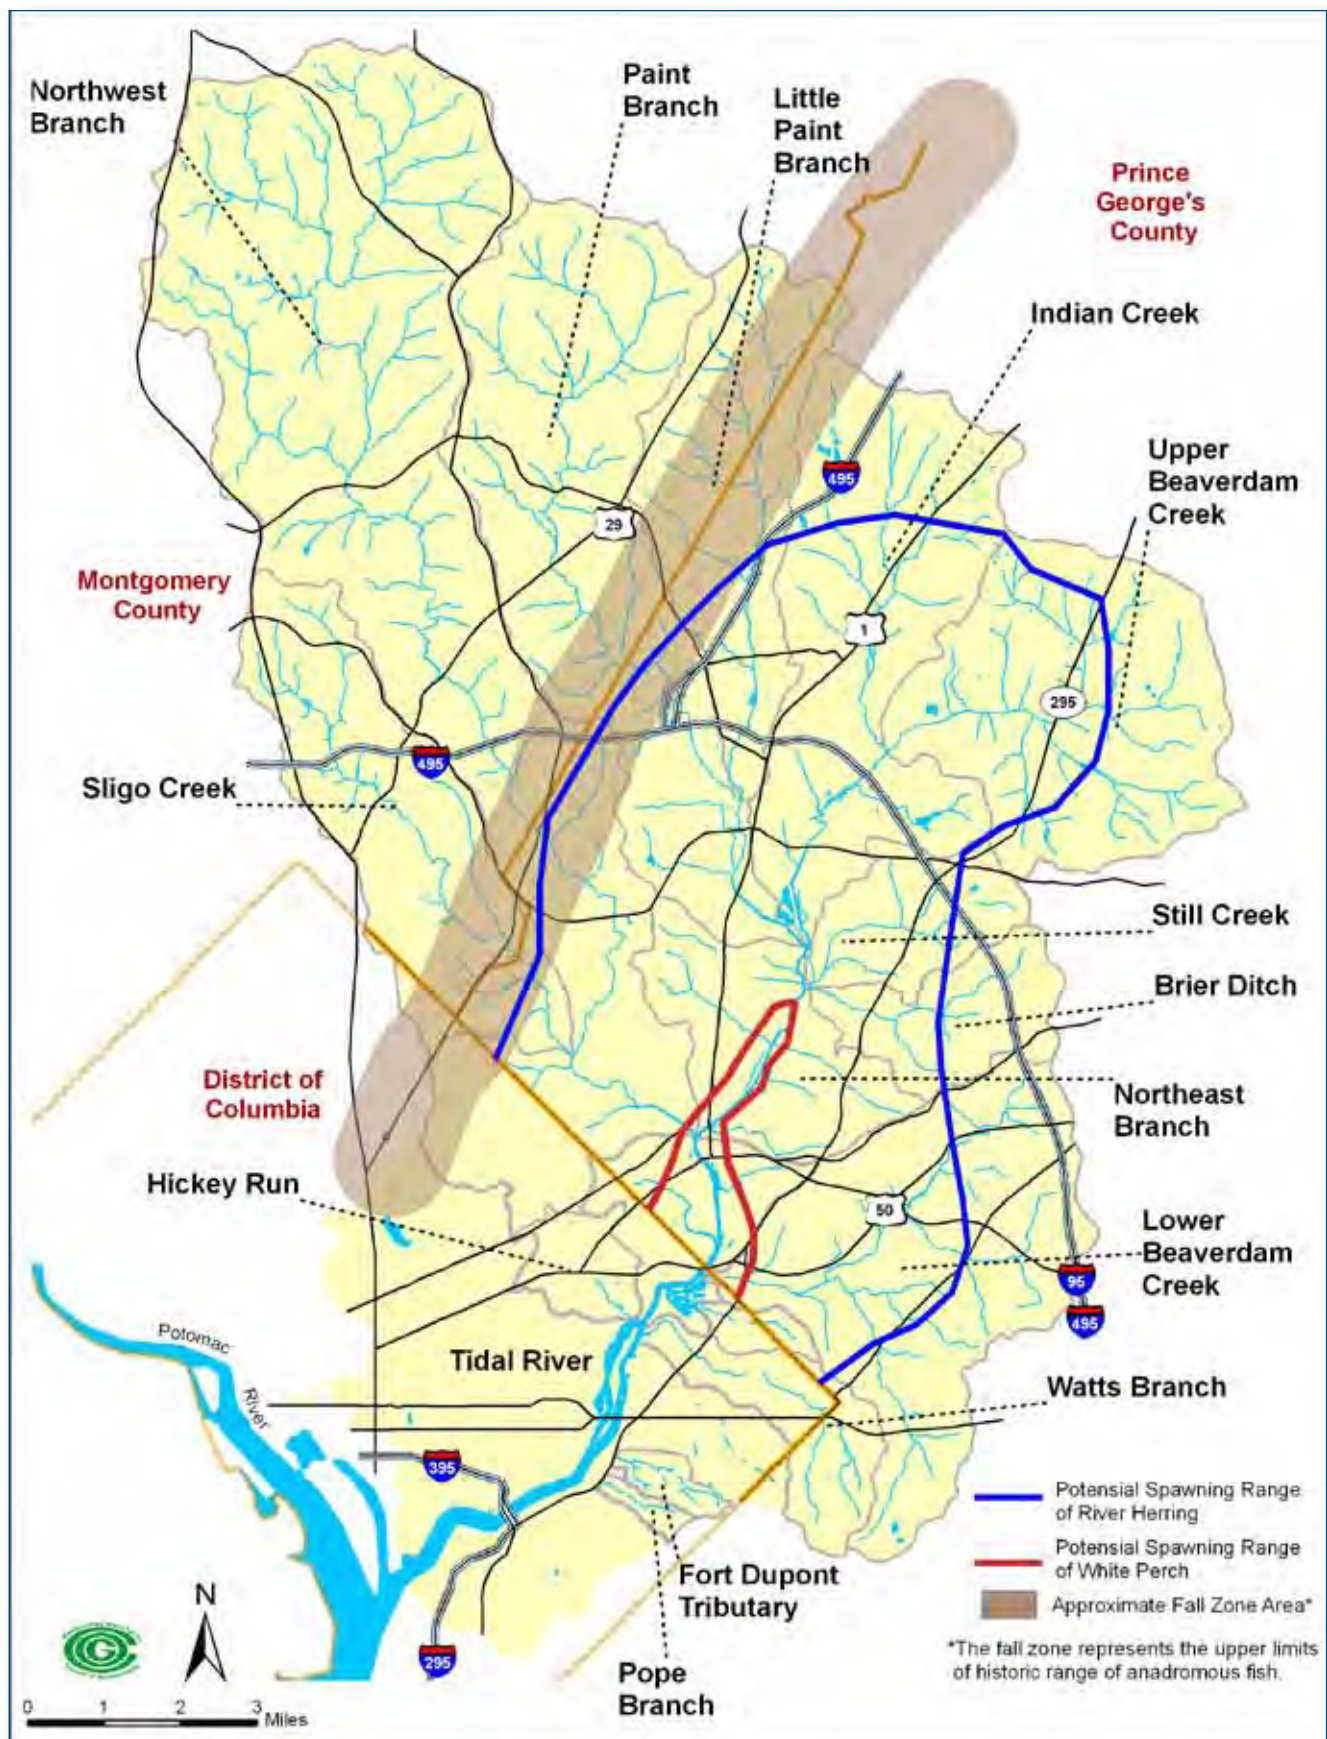 Northwest
Branch
Paint
Branch
Little
Paint
Branch
Prince
George's
County
Indian Creek
Upper
Beaverdam
Creek
495
29
Montgomery
County
1
295
495
Sligo Creek
Still Creek
Brier Ditch
District of
Columbia
Northeast
Branch
Hickey Run
50
Lower
Beaverdam
Creek
95
495
Potomac
River
Tidal River
Watts Branch
395
Potensial Spawning Range
of River Herring
Potensial Spawning Range
of White Perch
Approximate Fall Zone Area*
*The fall zone represents the upper limits
of historic range of anadromous fish.
Fort Dupont
Tributary
N
295
Pope
Branch
0 1 2 3
Miles